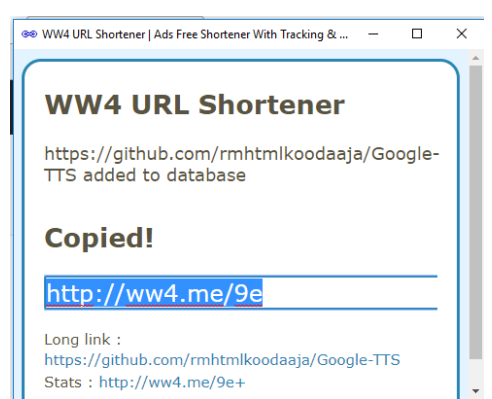 WW4 URL Shortener | Ads Free Shortener With Tracking & ...
WW4 URL Shortener
https://github.com/rmhtmlkoodaaja/Google-
TTS added to database
Copied!
http://ww4.me/9e
Long link :
https://github.com/rmhtmlkoodaaja/Google-TTS
Stats : http://ww4.me/9e+